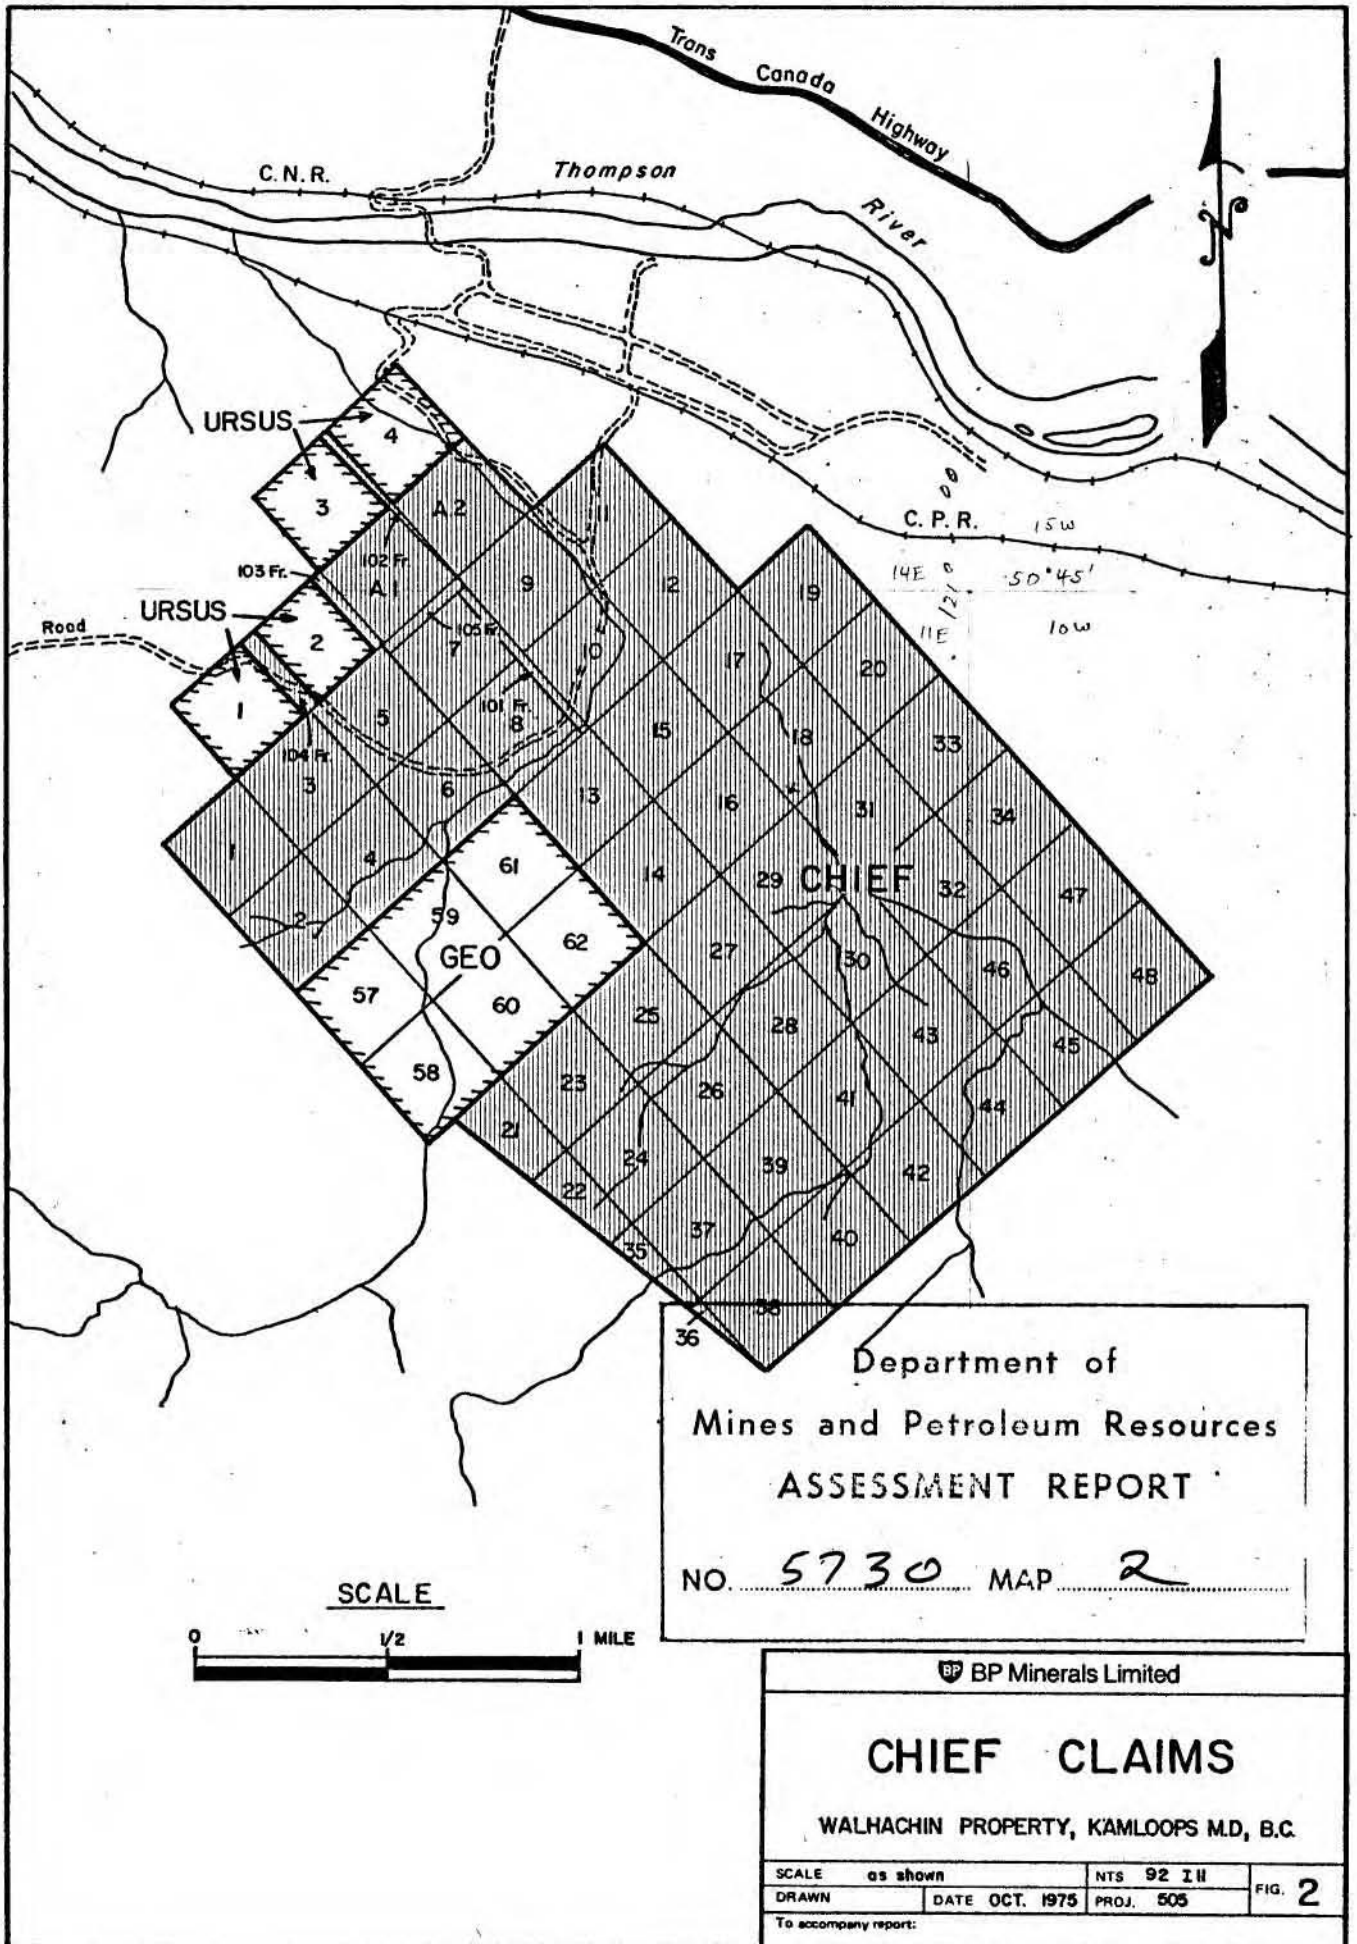 Trans Canada Highway
C.N.R.
Thompson River
N
URSUS
4
3
A.2
11
C.P.R.
15W
102 Fr.
103 Fr.
A.1
9
12
19
14E
50°45'
121°00
11E
10W
URSUS
Road
2
105 Fr.
7
10
17
20
1
5
101 Fr.
8
15
18
33
104 Fr.
3
6
13
16
31
34
1
4
61
14
29
CHIEF
32
47
2
59
GEO
62
27
30
46
48
57
60
25
28
43
45
58
23
26
41
44
21
24
39
42
22
37
40
35
38
36
Department of
Mines and Petroleum Resources
ASSESSMENT REPORT
NO. 5730 MAP 2
SCALE
0 1/2 1 MILE
BP BP Minerals Limited
CHIEF CLAIMS
WALHACHIN PROPERTY, KAMLOOPS M.D, B.C.
SCALE as shown NTS 92 I 11
FIG. 2
DRAWN DATE OCT. 1975 PROJ. 505
To accompany report: